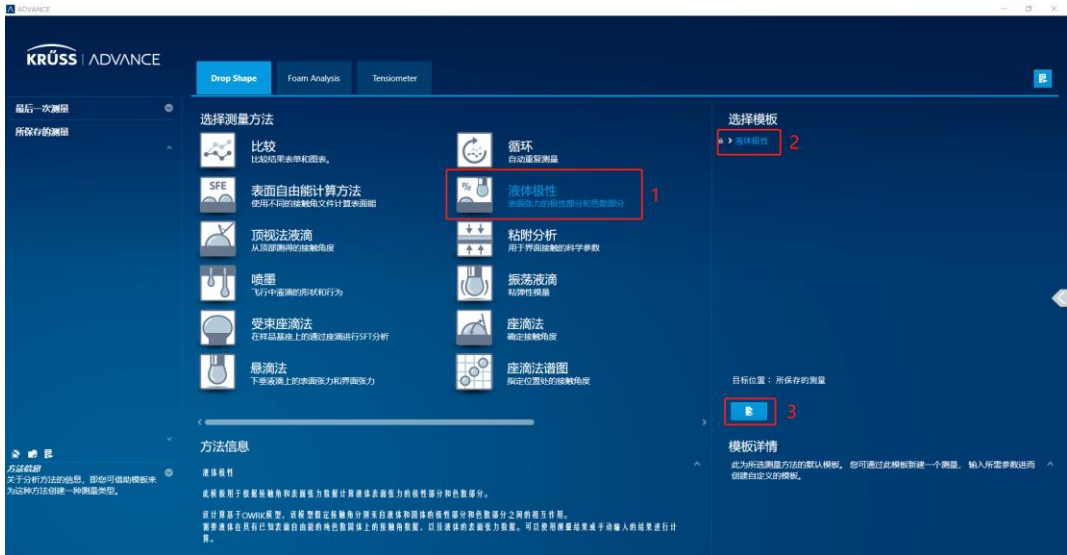 ADVANCE
KRÜSS | ADVANCE
Drop Shape
Foam Analysis
Tensiometer
最后一次测量
所保存的测量
选择测量方法
比较
比较结果表单和图表。
循环
自动重复测量
SFE
表面自由能计算方法
使用不同的接触角文件计算表面能
P/D
液体极性
表面张力的极性部分和色散部分
1
顶视法液滴
从顶部测得的接触角度
粘附分析
用于界面接触的科学参数
喷墨
飞行中液滴的形状和行为
振荡液滴
粘弹性模量
受束座滴法
在样品基座上的通过座滴进行SFT分析
座滴法
确定接触角度
悬滴法
下垂液滴上的表面张力和界面张力
座滴法谱图
指定位置处的接触角度
选择模板
液体极性
2
目标位置： 所保存的测量
3
方法信息
液体极性
此模板用于根据接触角和表面张力数据计算液体表面张力的极性部分和色散部分。
该计算基于OWRK模型，该模型假定接触角分别来自液体和固体的极性部分和色散部分之间的相互作用。
需要液体在具有已知表面自由能的纯色散固体上的接触角数据，以及液体的表面张力数据。可以使用测量结果或手动输入的结果进行计
算。
模板详情
此为所选测量方法的默认模板。 您可通过此模板新建一个测量， 输入所需参数进而
创建自定义的模板。
方法信息
关于分析方法的信息，即您可借助模板来
为这种方法创建一种测量类型。